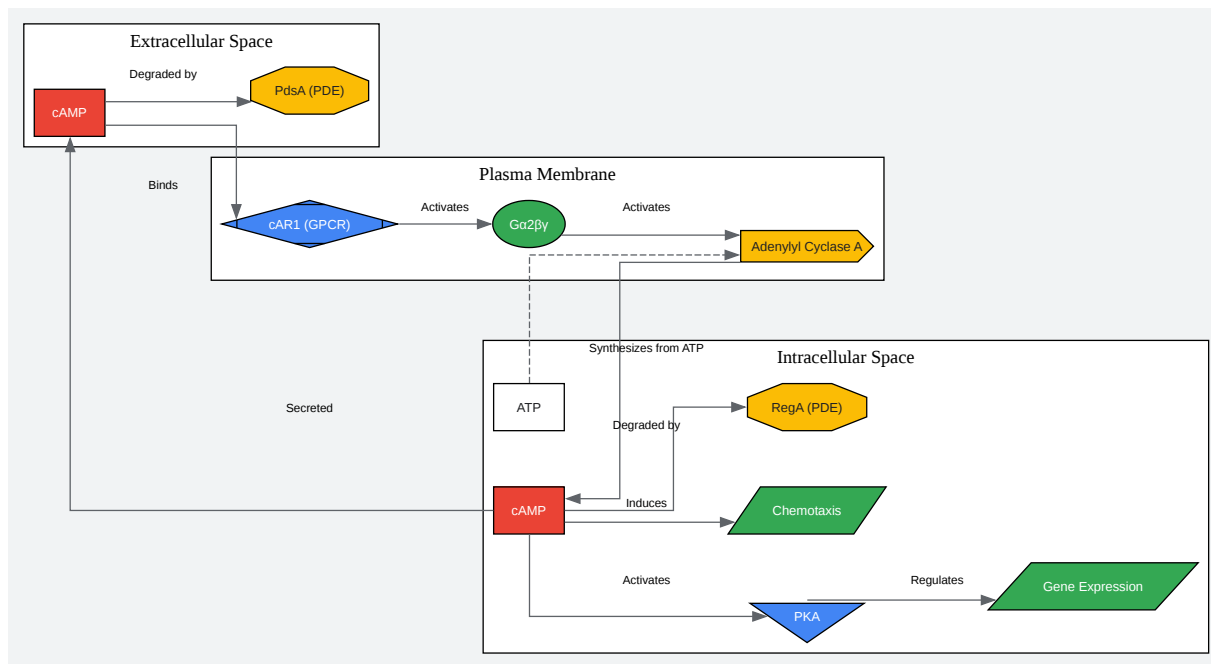 Extracellular Space
Degraded by
PdsA (PDE)
cAMP
Binds
Plasma Membrane
Activates
Activates
cAR1 (GPCR)
Gα2βγ
Adenylyl Cyclase A
Synthesizes from ATP
Intracellular Space
Secreted
ATP
RegA (PDE)
Degraded by
Induces
cAMP
Chemotaxis
Activates
Regulates
Gene Expression
PKA